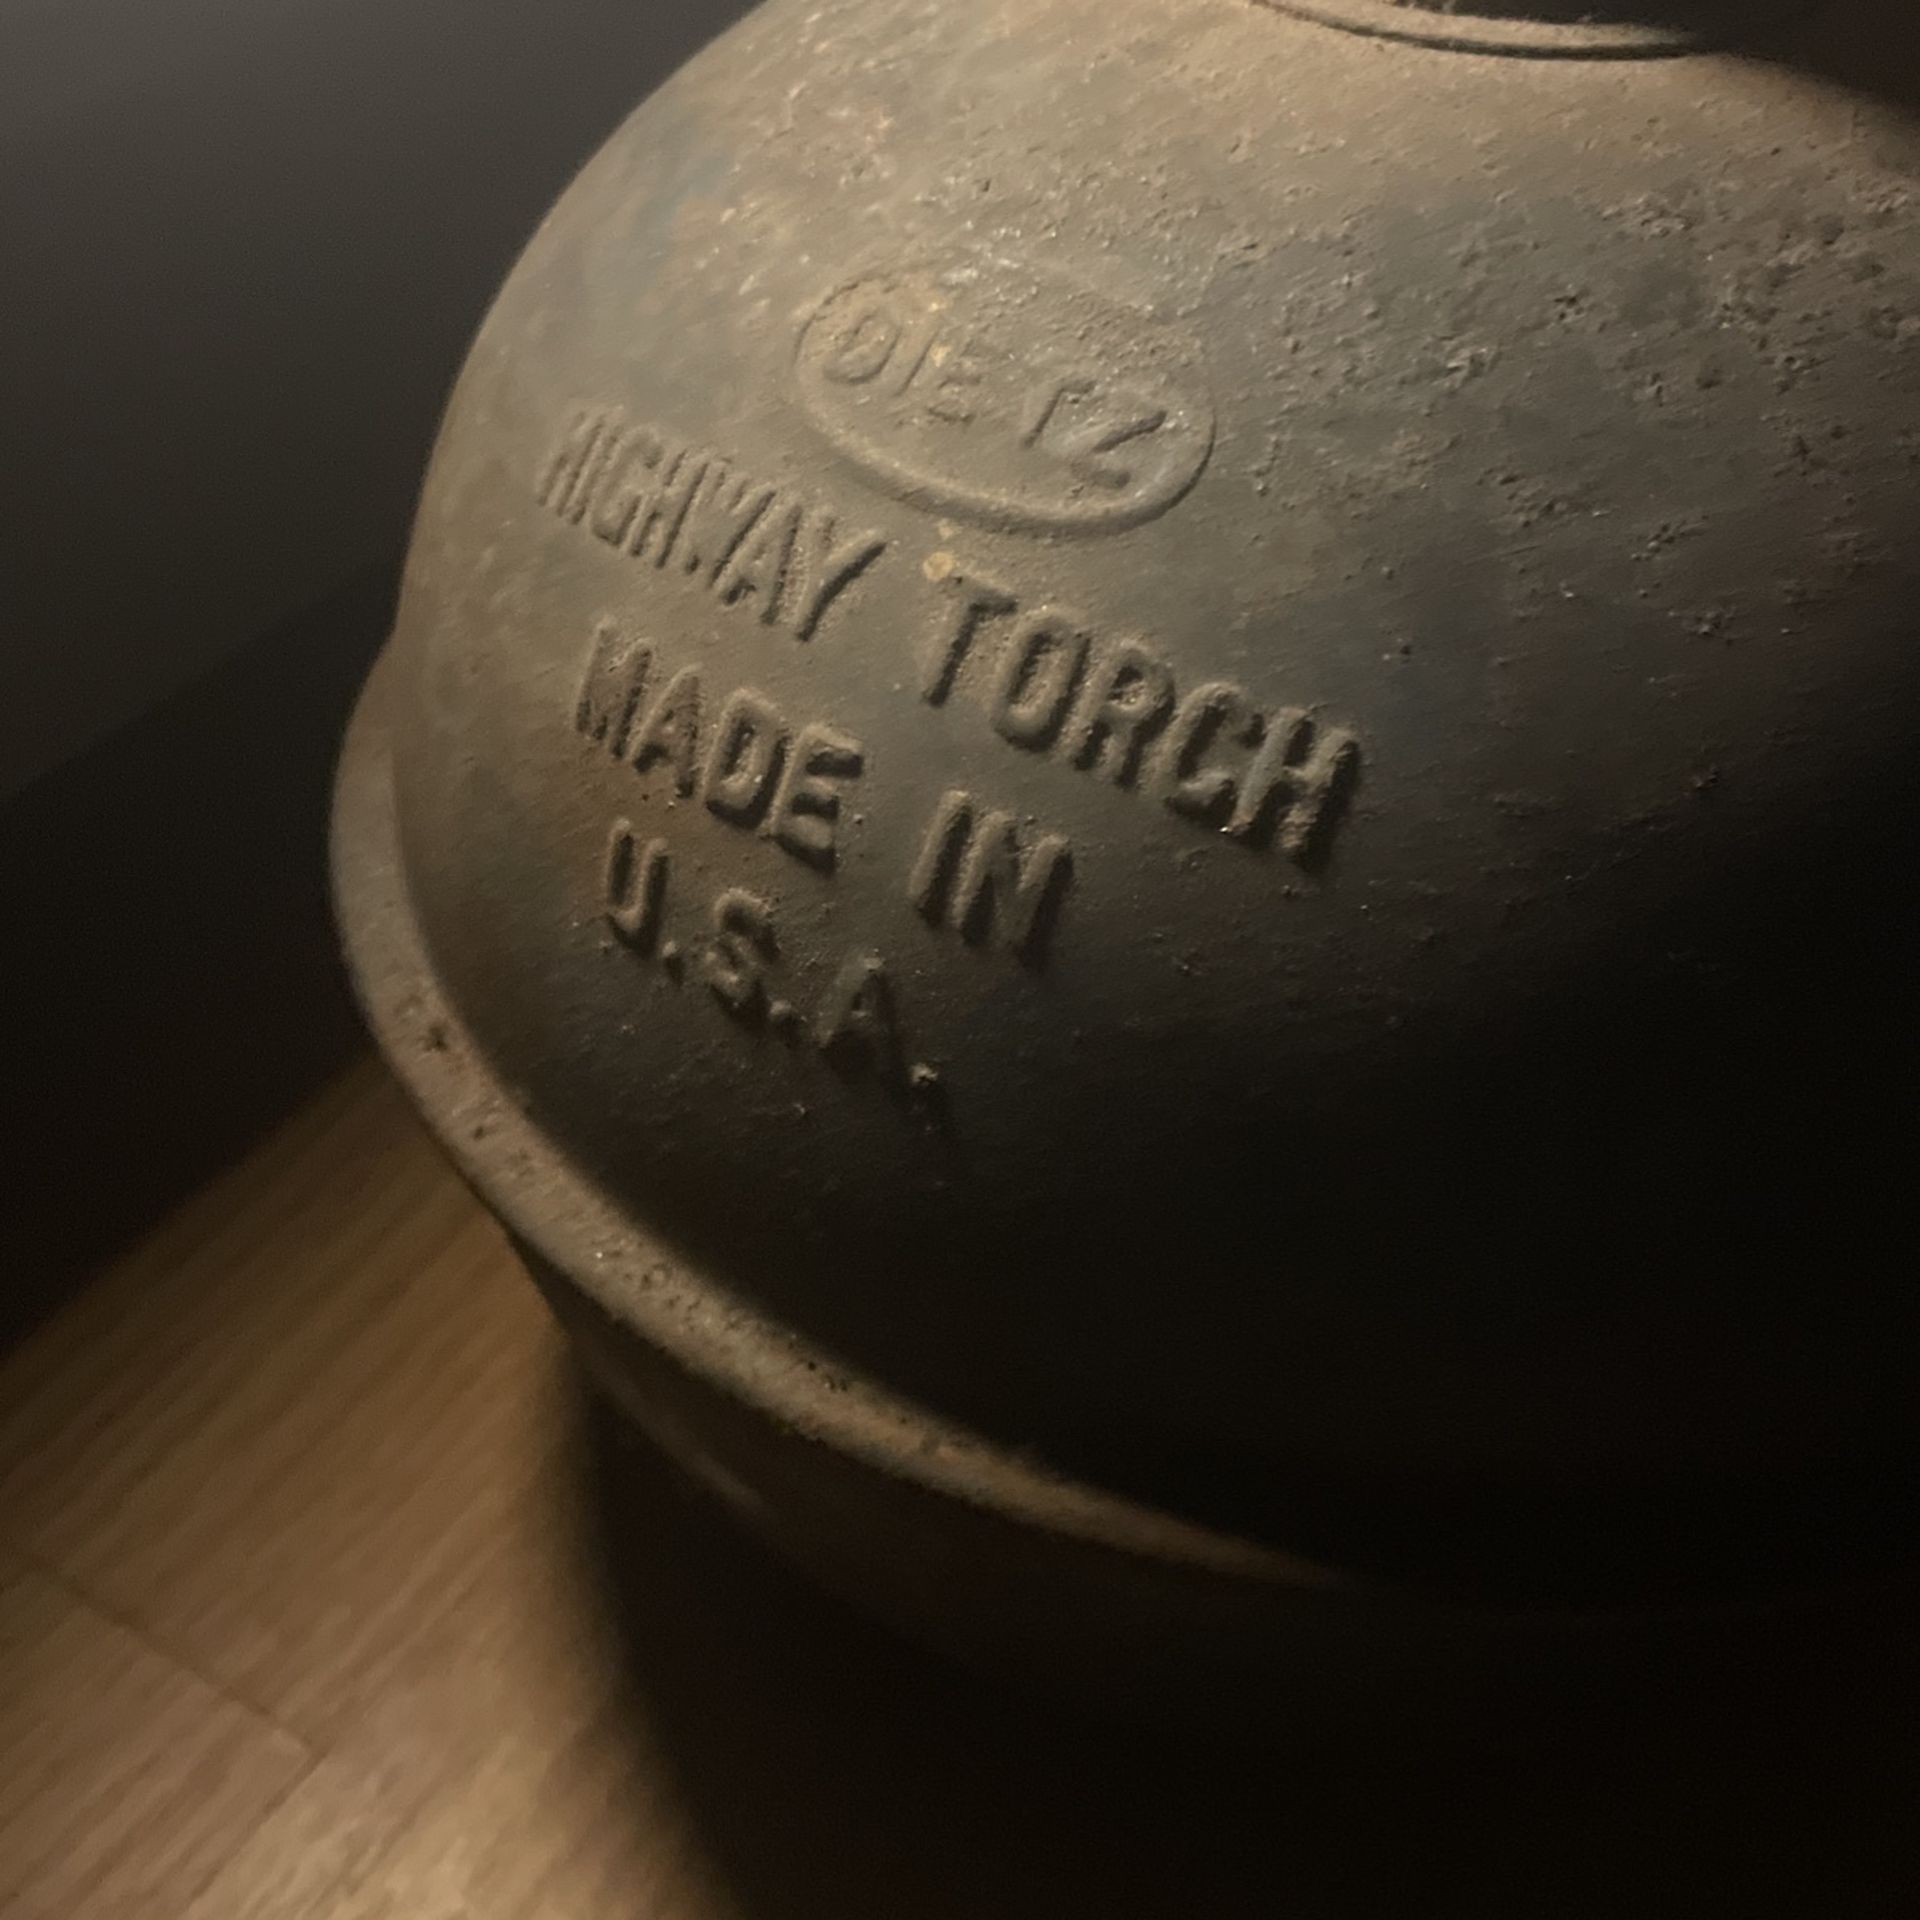 DIETZ
HIGHWAY TORCH
MADE IN
U.S.A.